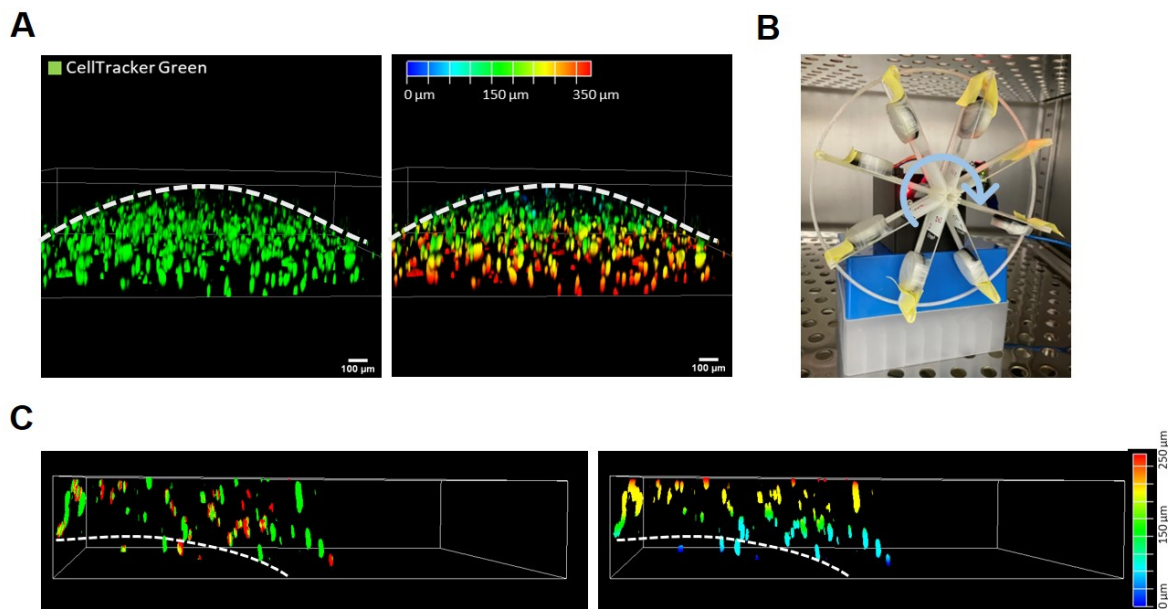 A
B
CellTracker Green
0 µm 150 µm 350 µm
100 µm
100 µm
C
250 µm
150 µm
0 µm